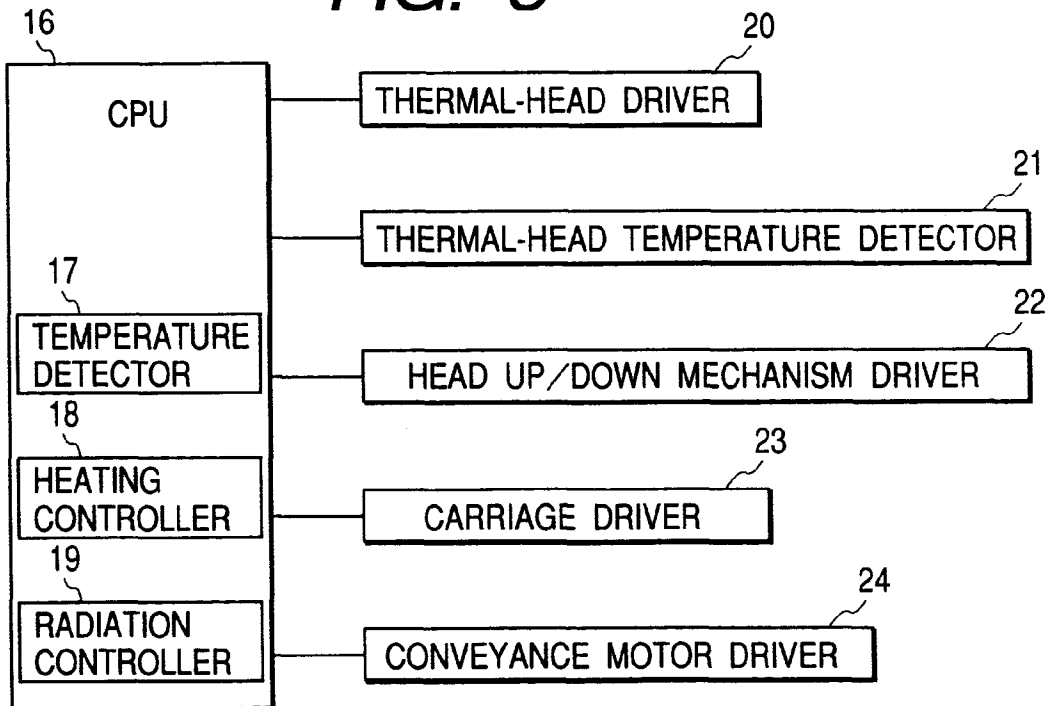 16
CPU
17
TEMPERATURE
DETECTOR
18
HEATING
CONTROLLER
19
RADIATION
CONTROLLER
20
THERMAL-HEAD DRIVER
21
THERMAL-HEAD TEMPERATURE DETECTOR
22
HEAD UP/DOWN MECHANISM DRIVER
23
CARRIAGE DRIVER
24
CONVEYANCE MOTOR DRIVER